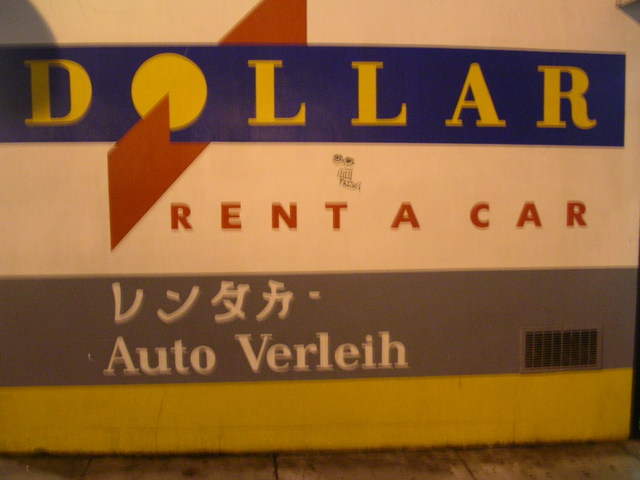 DOLLAR
RENT A CAR
レンタカー
Auto Verleih